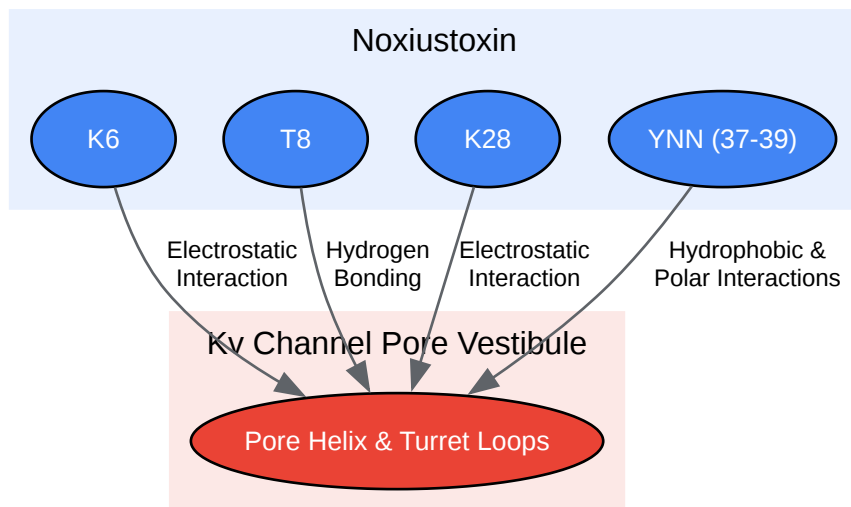 Noxiustoxin
K6
T8
K28
YNN (37-39)
Electrostatic
Interaction
Hydrogen
Bonding
Electrostatic
Interaction
Hydrophobic &
Polar Interactions
Kv Channel Pore Vestibule
Pore Helix & Turret Loops